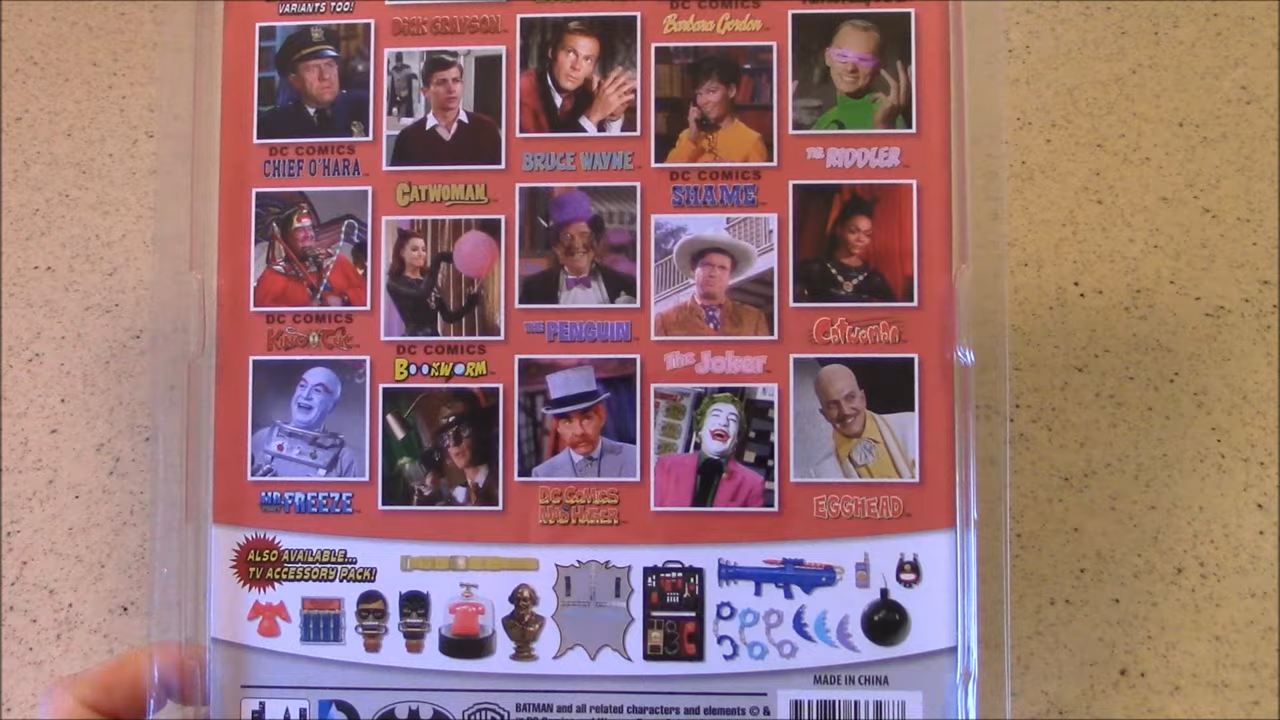 VARIANTS TOO!
DICK GRAYSON
DC COMICS
Barbara Gordon
DC COMICS
CHIEF O'HARA
BRUCE WAYNE
THE RIDDLER
CATWOMAN
DC COMICS
SHAME
DC COMICS
KING TUT
THE PENGUIN
Catwoman
DC COMICS
BOOKWORM
The Joker
MR. FREEZE
DC COMICS
MAD HATTER
EGGHEAD
ALSO AVAILABLE...
TV ACCESSORY PACK!
MADE IN CHINA
BATMAN and all related characters and elements © &